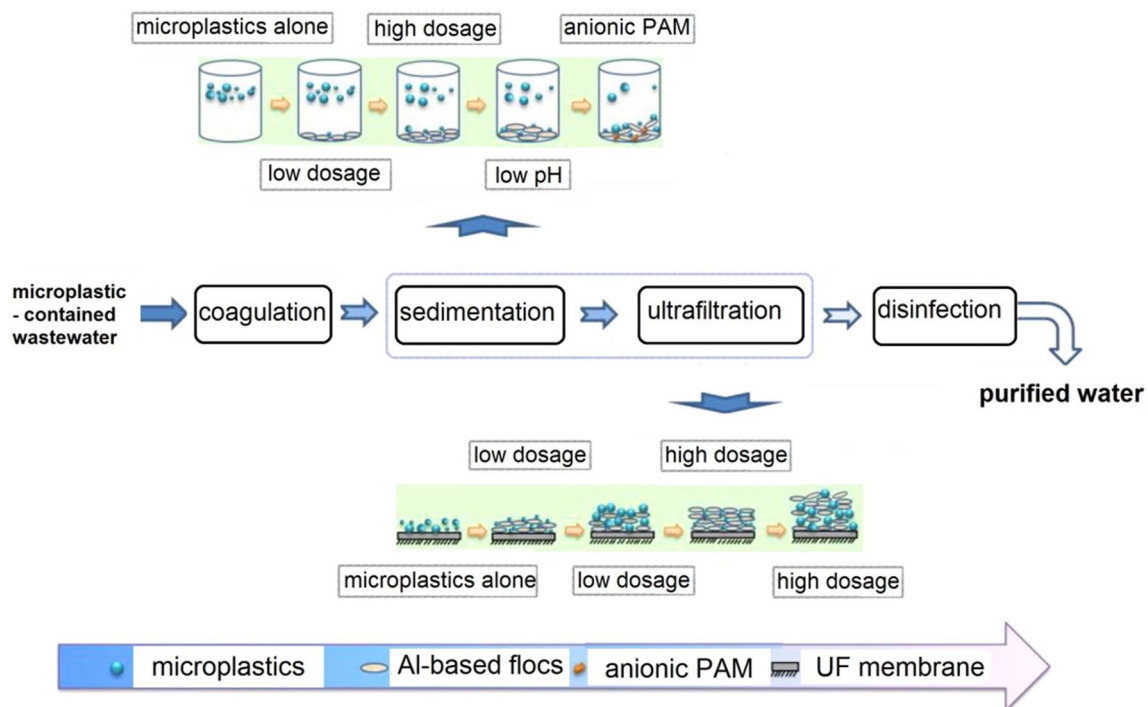 microplastics alone
high dosage
anionic PAM
low dosage
low pH
microplastic
- contained
wastewater
coagulation
sedimentation
ultrafiltration
disinfection
purified water
low dosage
high dosage
microplastics alone
low dosage
high dosage
microplastics
Al-based flocs
anionic PAM
UF membrane